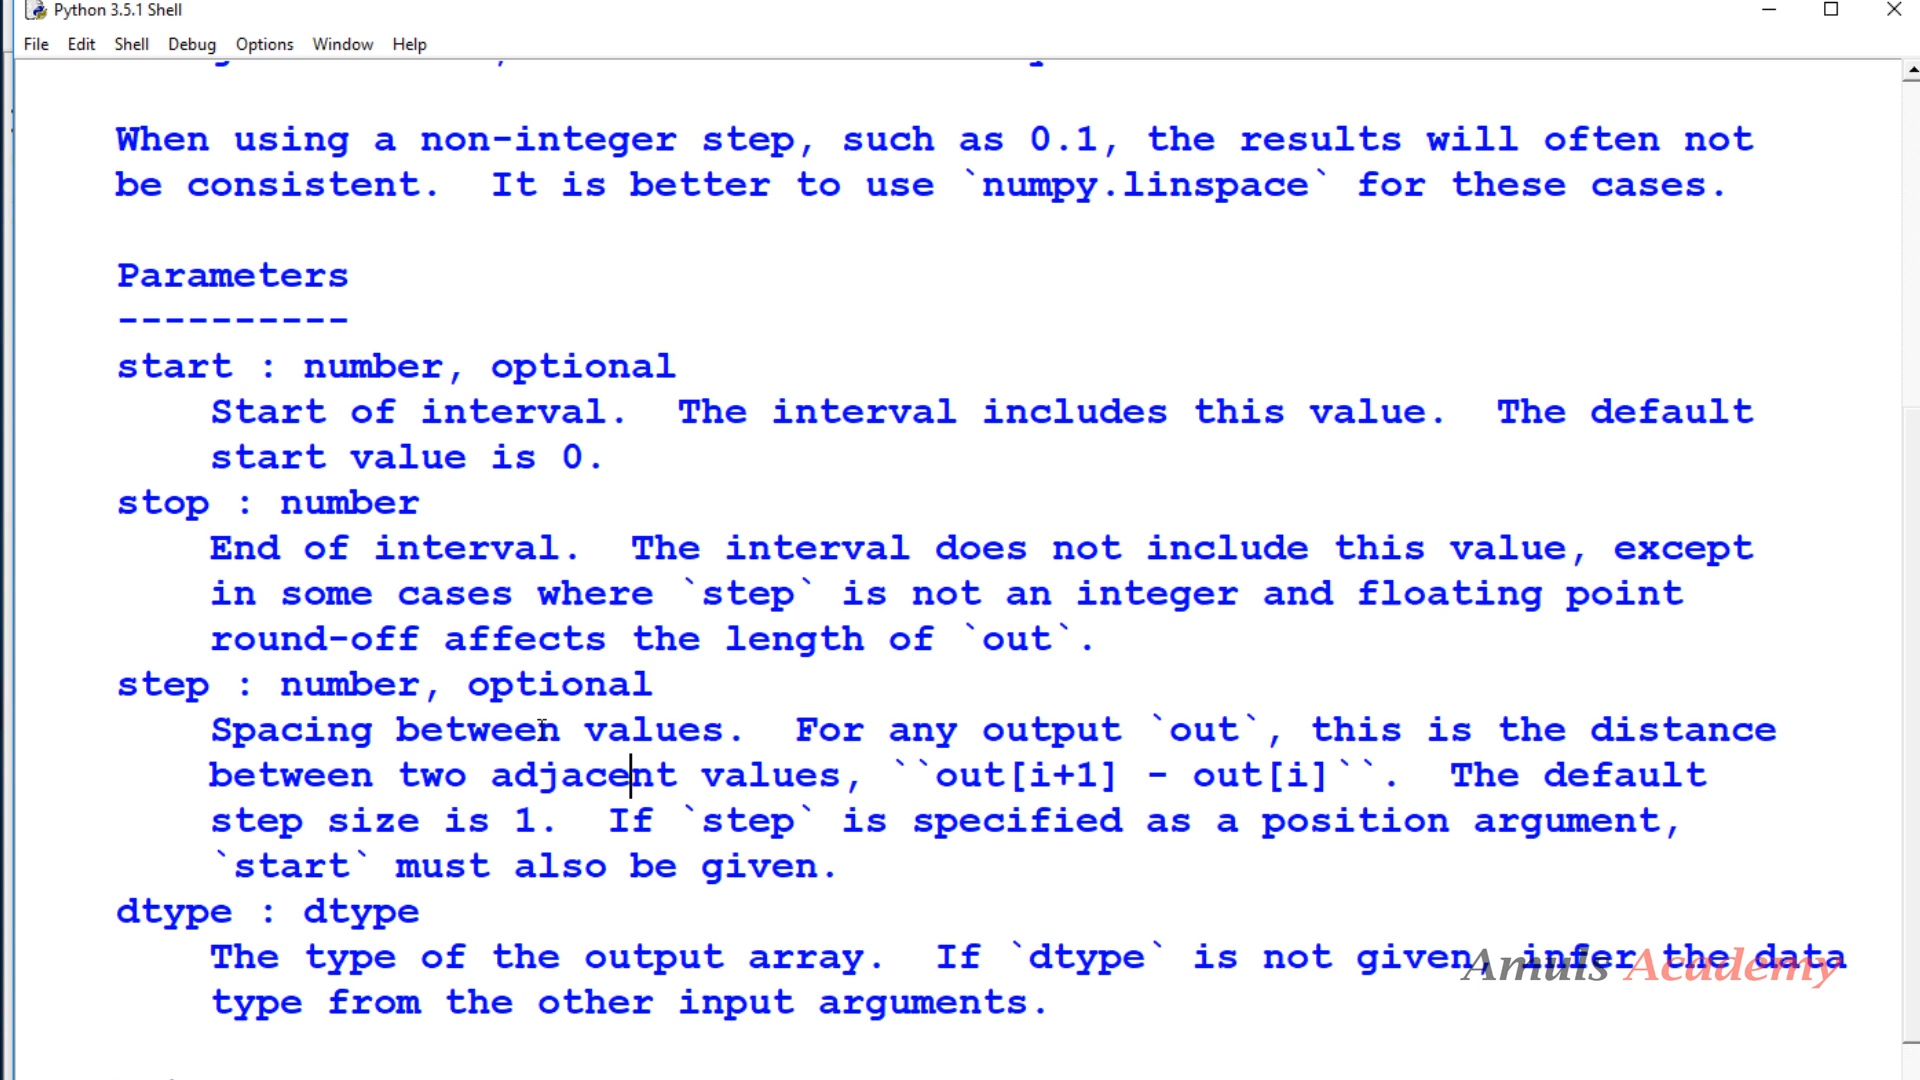 Python 3.5.1 Shell
File Edit Shell Debug Options Window Help
When using a non-integer step, such as 0.1, the results will often not
be consistent.  It is better to use `numpy.linspace` for these cases.
Parameters
----------
start : number, optional
Start of interval.  The interval includes this value.  The default
start value is 0.
stop : number
End of interval.  The interval does not include this value, except
in some cases where `step` is not an integer and floating point
round-off affects the length of `out`.
step : number, optional
Spacing between values.  For any output `out`, this is the distance
between two adjacent values, ``out[i+1] - out[i]``.  The default
step size is 1.  If `step` is specified as a position argument,
`start` must also be given.
dtype : dtype
The type of the output array.  If `dtype` is not given, infer the data
type from the other input arguments.
Amuls Academy